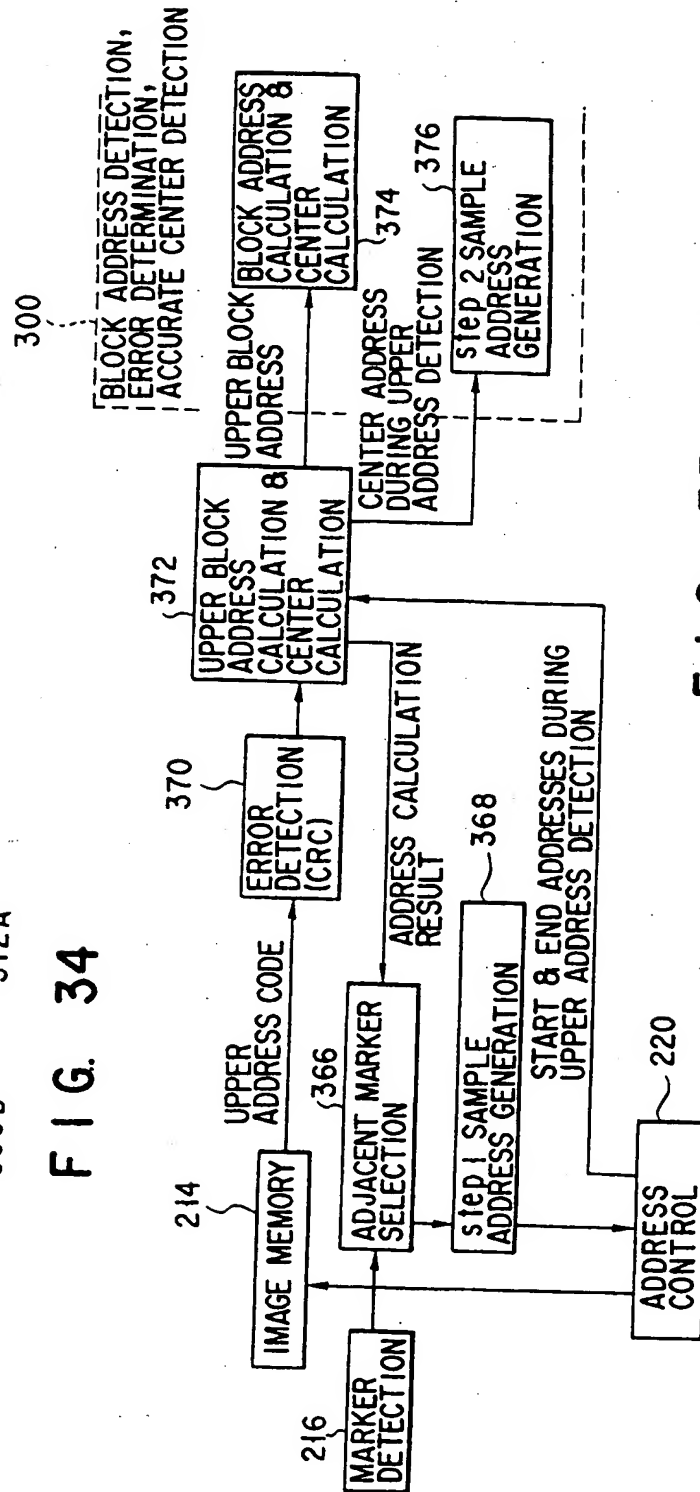 312A
FIG. 34
300
BLOCK ADDRESS DETECTION,
ERROR DETERMINATION,
ACCURATE CENTER DETECTION
214
IMAGE MEMORY
UPPER
ADDRESS CODE
370
ERROR
DETECTION
(CRC)
372
UPPER BLOCK
ADDRESS
CALCULATION &
CENTER
CALCULATION
UPPER BLOCK
ADDRESS
BLOCK ADDRESS
CALCULATION &
CENTER
CALCULATION
374
CENTER ADDRESS
DURING UPPER
ADDRESS DETECTION
376
step 2 SAMPLE
ADDRESS
GENERATION
216
MARKER
DETECTION
366
ADJACENT MARKER
SELECTION
ADDRESS CALCULATION
RESULT
368
step 1 SAMPLE
ADDRESS GENERATION
START & END ADDRESSES DURING
UPPER ADDRESS DETECTION
220
ADDRESS
CONTROL